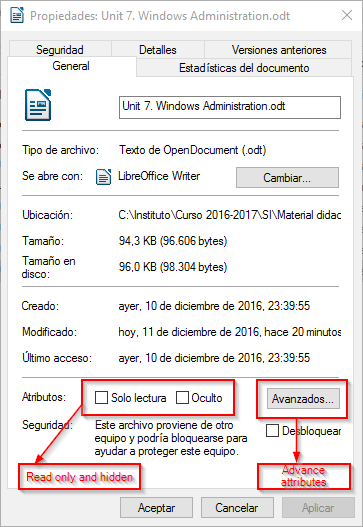 Propiedades: Unit 7. Windows Administration.odt
Seguridad Detalles Versiones anteriores
General Estadísticas del documento
Unit 7. Windows Administration.odt
Tipo de archivo: Texto de OpenDocument (.odt)
Se abre con: LibreOffice Writer Cambiar...
Ubicación: C:\Instituto\Curso 2016-2017\SI\Material didac
Tamaño: 94,3 KB (96.606 bytes)
Tamaño en
disco: 96,0 KB (98.304 bytes)
Creado: ayer, 10 de diciembre de 2016, 23:39:55
Modificado: hoy, 11 de diciembre de 2016, hace 20 minutos
Último acceso: ayer, 10 de diciembre de 2016, 23:39:55
Atributos: Solo lectura Oculto Avanzados...
Seguridad: Este archivo proviene de otro
equipo y podría bloquearse para
ayudar a proteger este equipo.
Desbloquear
Read only and hidden
Advance
attributes
Aceptar Cancelar Aplicar